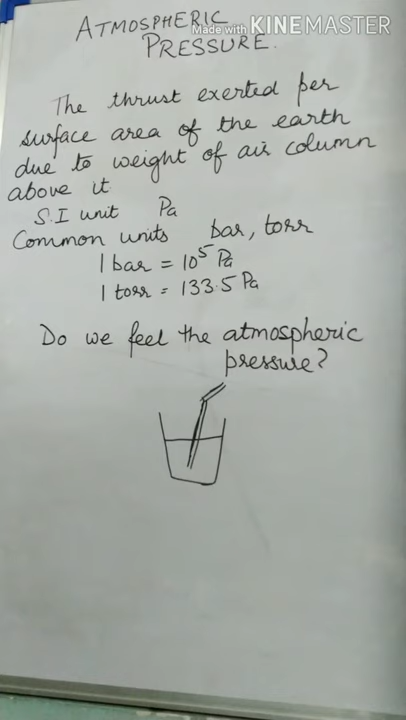 ATMOSPHERIC
Made with KINEMASTER
PRESSURE.
The thrust exerted per
surface area of the earth
due to weight of air column
above it
S.I unit Pa
Common units bar, torr
1 bar = 10⁵ Pa
1 torr = 133.5 Pa
Do we feel the atmospheric
pressure?